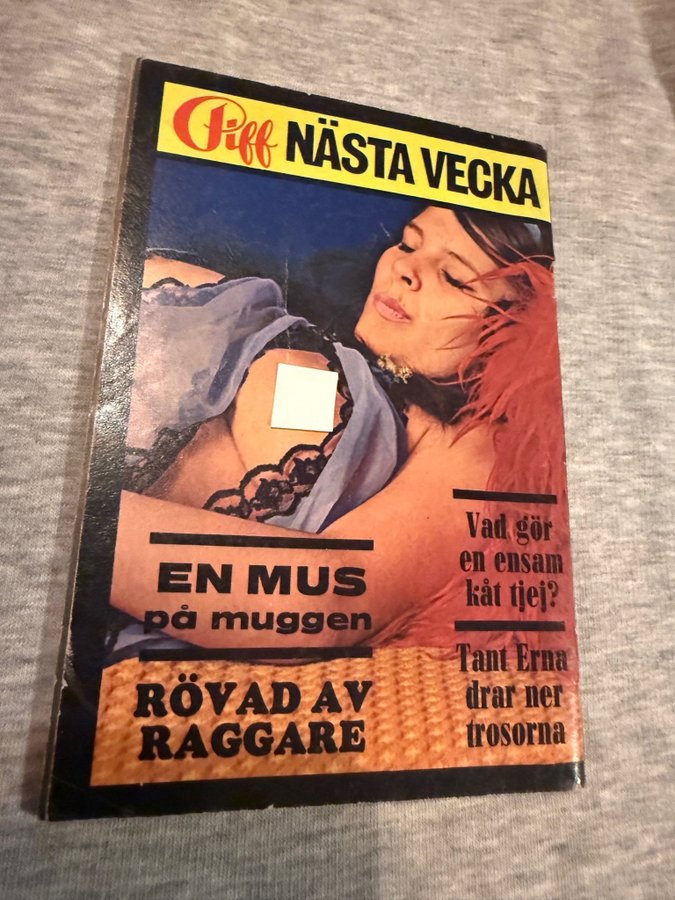 Piff NÄSTA VECKA
EN MUS
på muggen
RÖVAD AV
RAGGARE
Vad gör
en ensam
kåt tjej?
Tant Erna
drar ner
trosorna